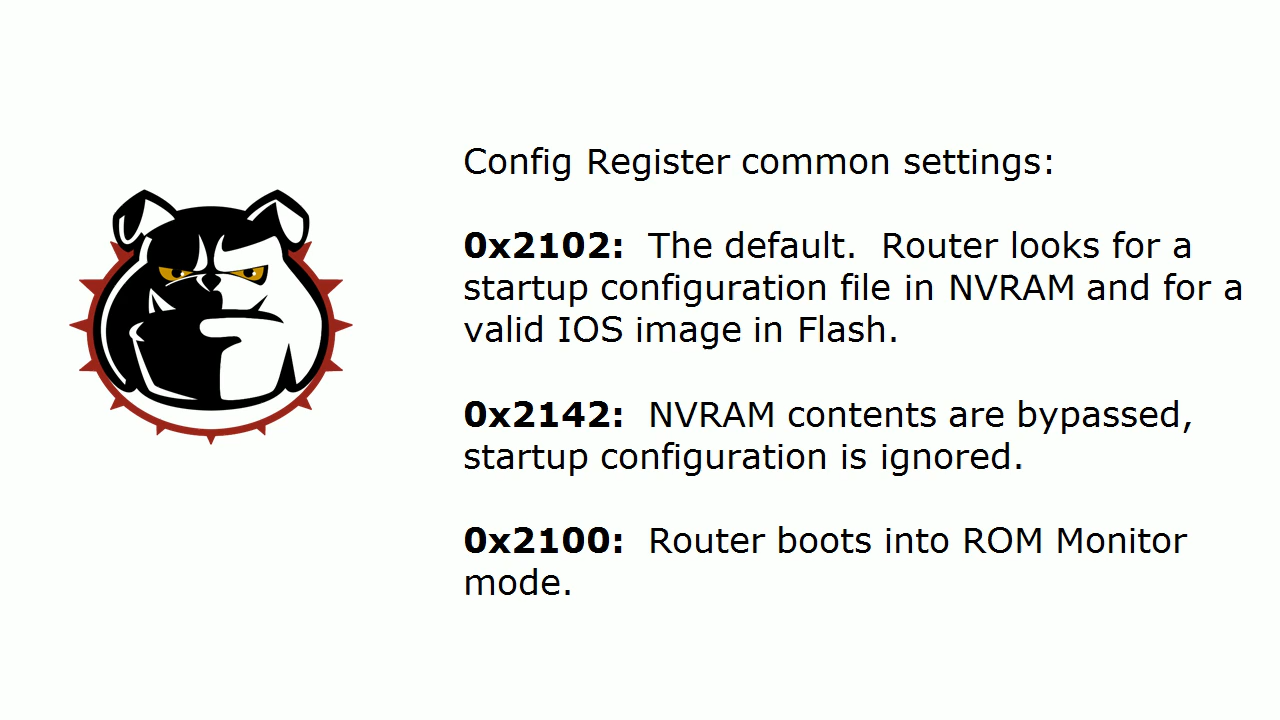 Config Register common settings:
0x2102:  The default.  Router looks for a
startup configuration file in NVRAM and for a
valid IOS image in Flash.
0x2142:  NVRAM contents are bypassed,
startup configuration is ignored.
0x2100:  Router boots into ROM Monitor
mode.